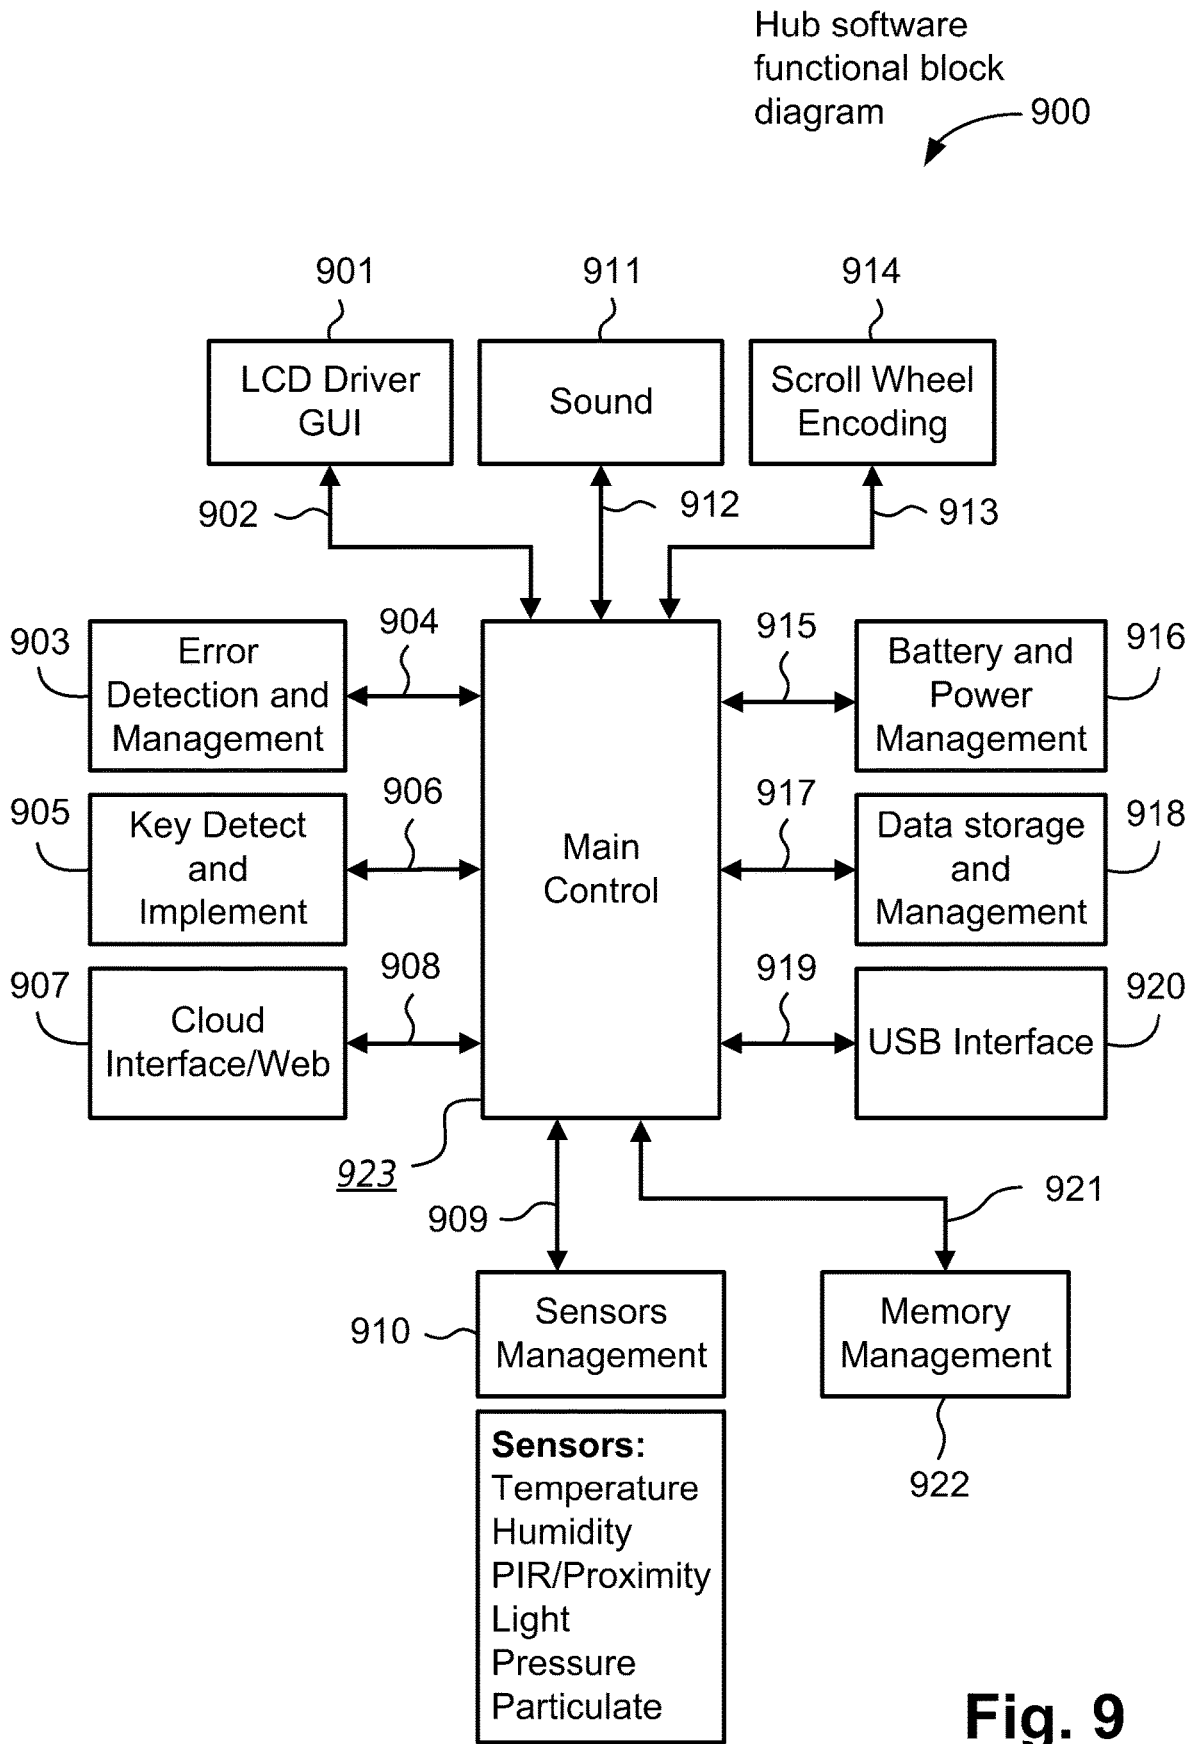 Hub software
functional block
diagram
900
901
911
914
LCD Driver
GUI
Sound
Scroll Wheel
Encoding
902
912
913
903
Error
Detection and
Management
904
915
Battery and
Power
Management
916
905
Key Detect
and
Implement
906
Main
Control
917
Data storage
and
Management
918
907
Cloud
Interface/Web
908
919
USB Interface
920
923
909
921
910
Sensors
Management
Memory
Management
922
Sensors:
Temperature
Humidity
PIR/Proximity
Light
Pressure
Particulate
Fig. 9